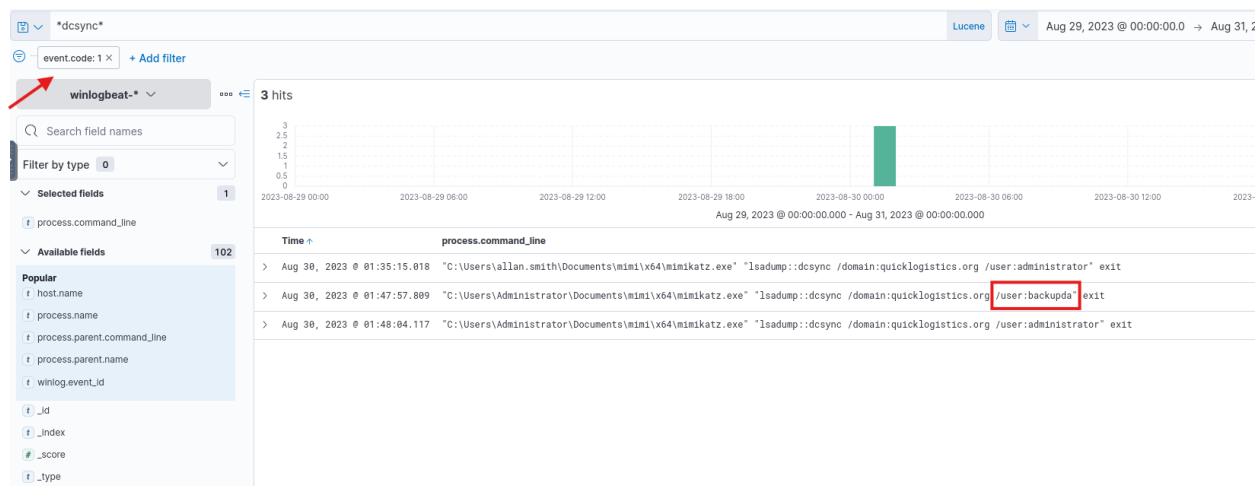 *dcsync*
Lucene
Aug 29, 2023 @ 00:00:00.0 → Aug 31, 2
event.code: 1 ×
+ Add filter
winlogbeat-*
3 hits
Search field names
Filter by type 0
Selected fields 1
t process.command_line
Available fields 102
Popular
t host.name
t process.name
t process.parent.command_line
t process.parent.name
t winlog.event_id
t _id
t _index
# _score
t _type
3
2.5
2
1.5
1
0.5
0
2023-08-29 00:00 2023-08-29 06:00 2023-08-29 12:00 2023-08-29 18:00 2023-08-30 00:00 2023-08-30 06:00 2023-08-30 12:00 2023-
Aug 29, 2023 @ 00:00:00.000 - Aug 31, 2023 @ 00:00:00.000
Time ↑ process.command_line
Aug 30, 2023 @ 01:35:15.018 "C:\Users\allan.smith\Documents\mimi\x64\mimikatz.exe" "lsadump::dcsync /domain:quicklogistics.org /user:administrator" exit
Aug 30, 2023 @ 01:47:57.809 "C:\Users\Administrator\Documents\mimi\x64\mimikatz.exe" "lsadump::dcsync /domain:quicklogistics.org /user:backupda" exit
Aug 30, 2023 @ 01:48:04.117 "C:\Users\Administrator\Documents\mimi\x64\mimikatz.exe" "lsadump::dcsync /domain:quicklogistics.org /user:administrator" exit